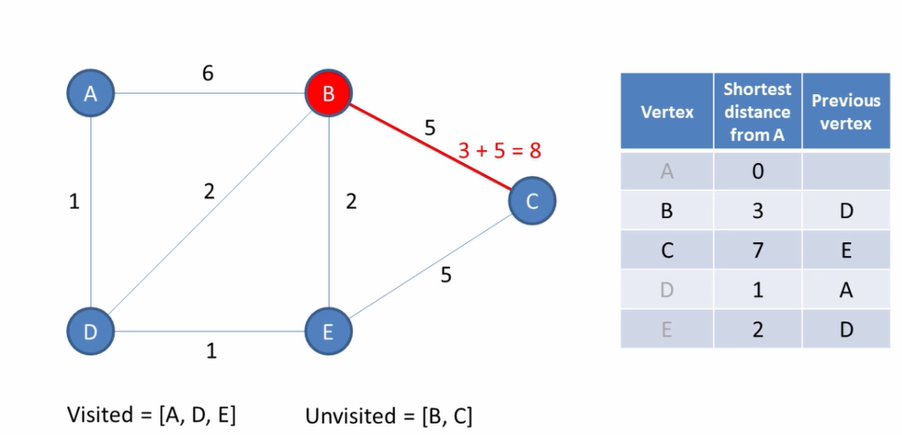 6
A
B
5
3 + 5 = 8
1
2
2
C
5
D
E
1
Visited = [A, D, E]
Unvisited = [B, C]
Vertex
Shortest
distance
from A
Previous
vertex
A 0
B 3 D
C 7 E
D 1 A
E 2 D